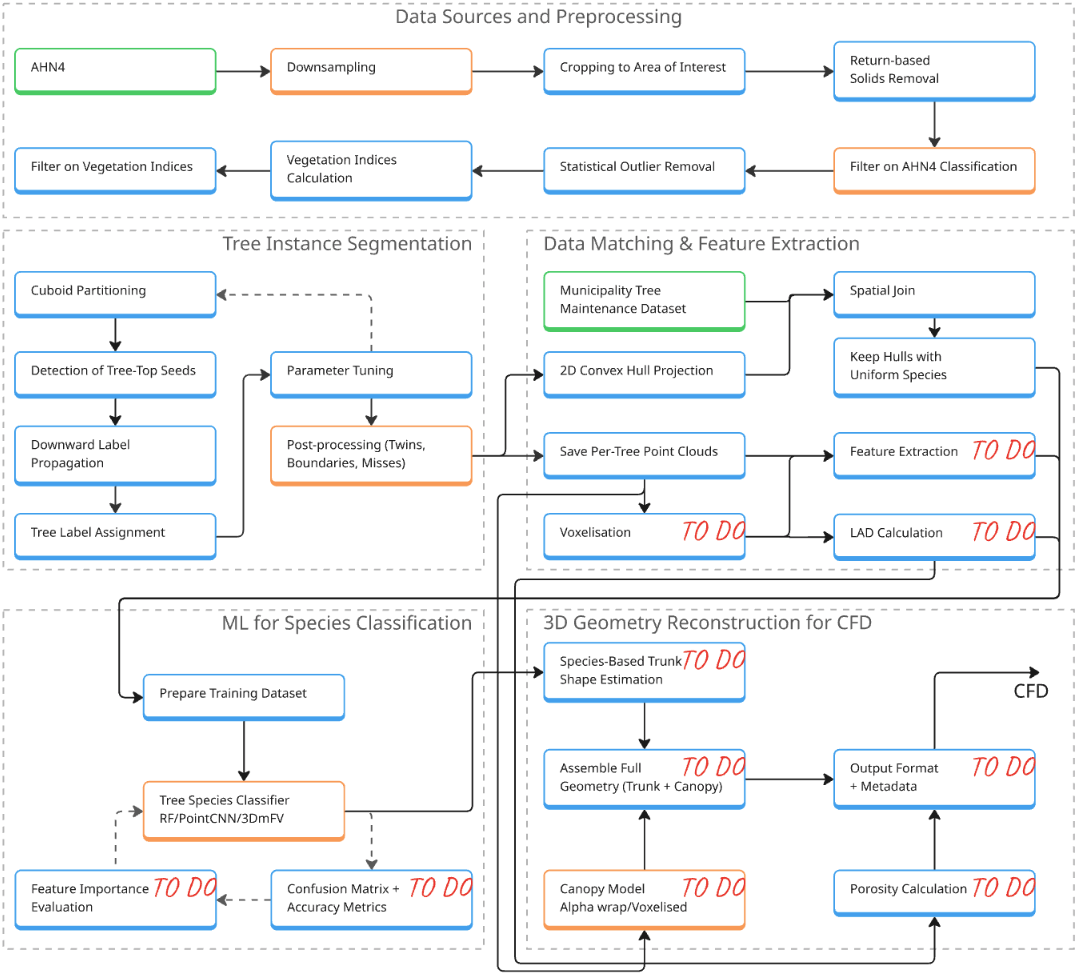 Data Sources and Preprocessing
AHN4
Downsampling
Cropping to Area of Interest
Return-based
Solids Removal
Filter on Vegetation Indices
Vegetation Indices
Calculation
Statistical Outlier Removal
Filter on AHN4 Classification
Tree Instance Segmentation
Cuboid Partitioning
Detection of Tree-Top Seeds
Parameter Tuning
Downward Label
Propagation
Post-processing (Twins,
Boundaries, Misses)
Tree Label Assignment
Data Matching & Feature Extraction
Municipality Tree
Maintenance Dataset
Spatial Join
2D Convex Hull Projection
Keep Hulls with
Uniform Species
Save Per-Tree Point Clouds
Feature Extraction
TO DO
Voxelisation
TO DO
LAD Calculation
TO DO
ML for Species Classification
Prepare Training Dataset
Tree Species Classifier
RF/PointCNN/3DmFV
Feature Importance
Evaluation
TO DO
Confusion Matrix +
Accuracy Metrics
TO DO
3D Geometry Reconstruction for CFD
Species-Based Trunk
Shape Estimation
TO DO
CFD
Assemble Full
Geometry (Trunk + Canopy)
TO DO
Output Format
+ Metadata
TO DO
Canopy Model
Alpha wrap/Voxelised
TO DO
Porosity Calculation
TO DO